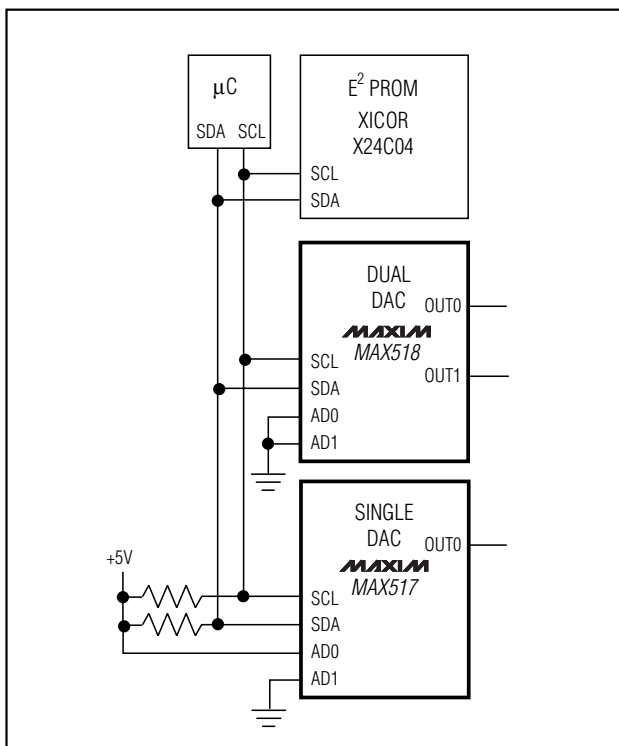 µC
SDA SCL
E² PROM
XICOR
X24C04
SCL
SDA
DUAL
DAC
OUT0
MAXIM
MAX518
SCL
OUT1
SDA
AD0
AD1
SINGLE
DAC
OUT0
MAXIM
MAX517
+5V
SCL
SDA
AD0
AD1